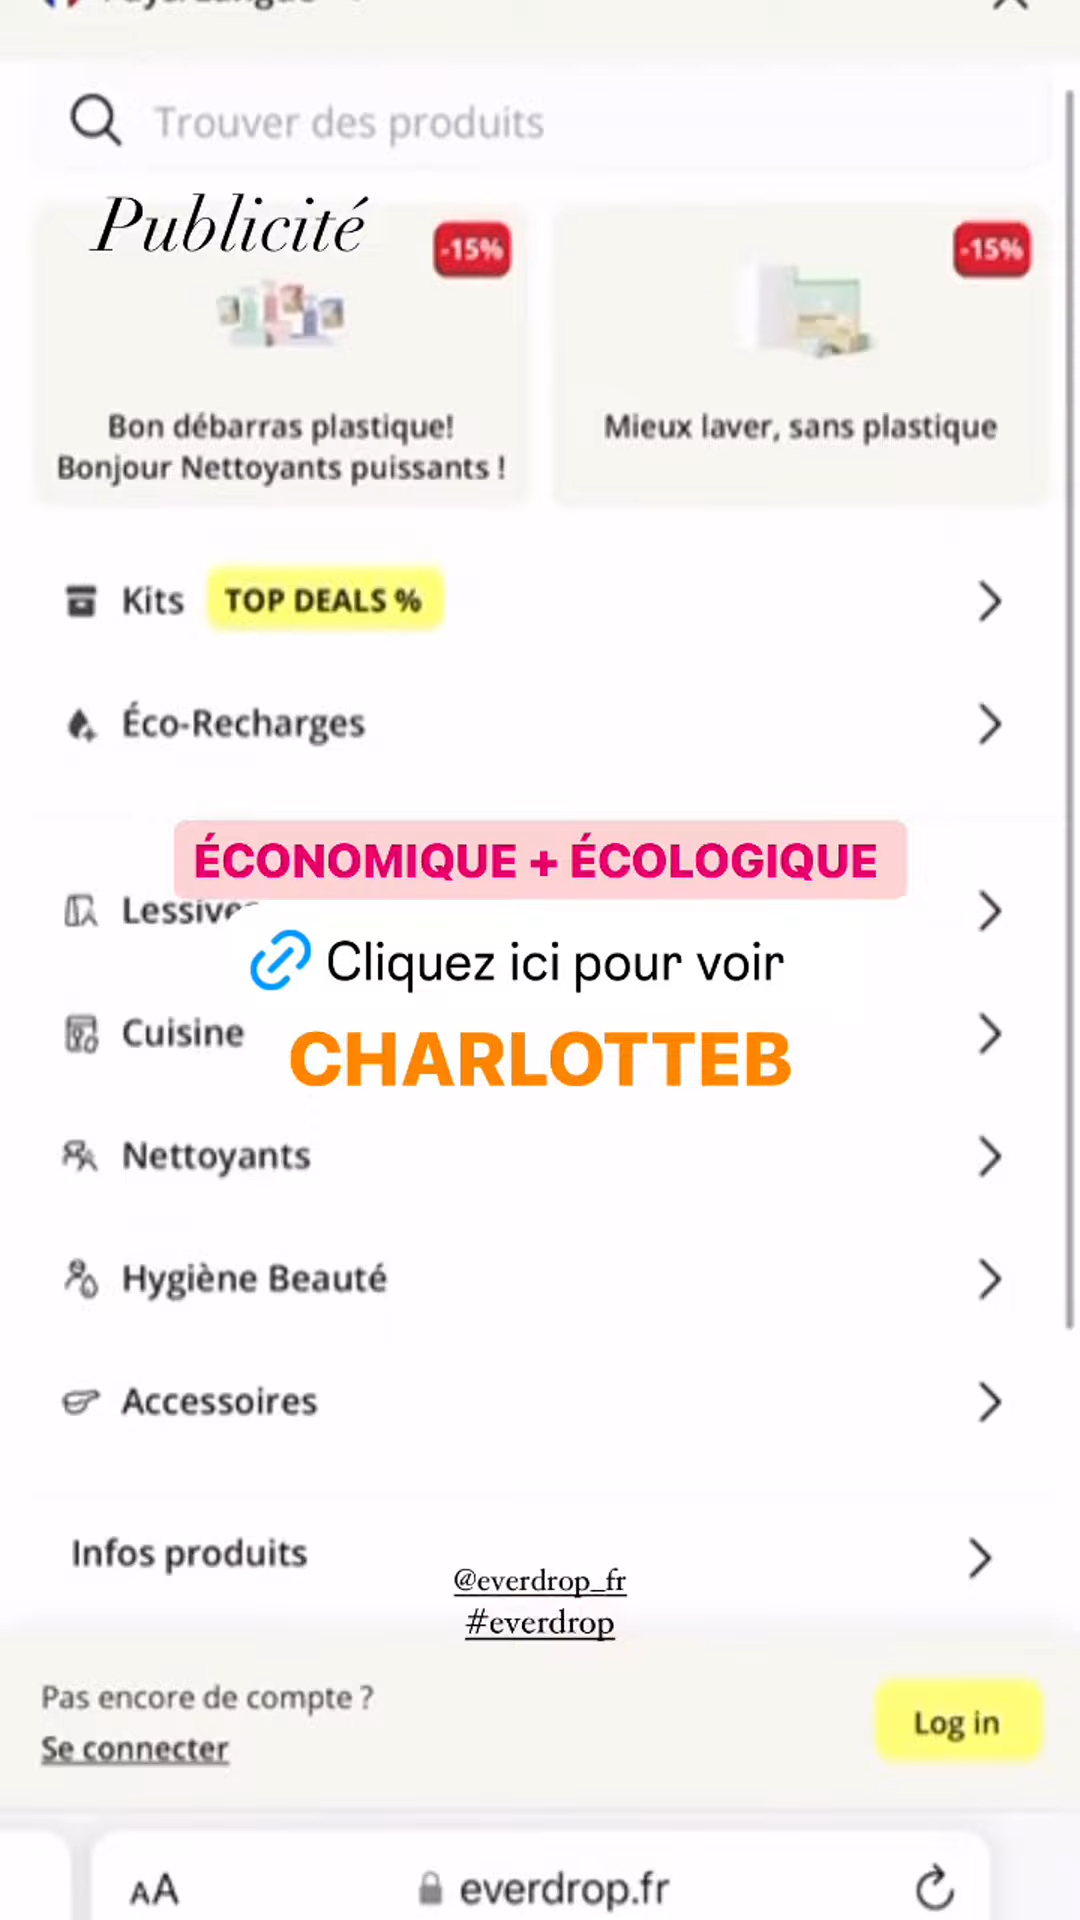 Trouver des produits
Publicité
-15%
-15%
Bon débarras plastique!
Bonjour Nettoyants puissants !
Mieux laver, sans plastique
Kits
TOP DEALS %
Éco-Recharges
ÉCONOMIQUE + ÉCOLOGIQUE
Cliquez ici pour voir
Cuisine
CHARLOTTEB
Nettoyants
Hygiène Beauté
Accessoires
Infos produits
@everdrop_fr
#everdrop
Pas encore de compte ?
Se connecter
Log in
AA
everdrop.fr